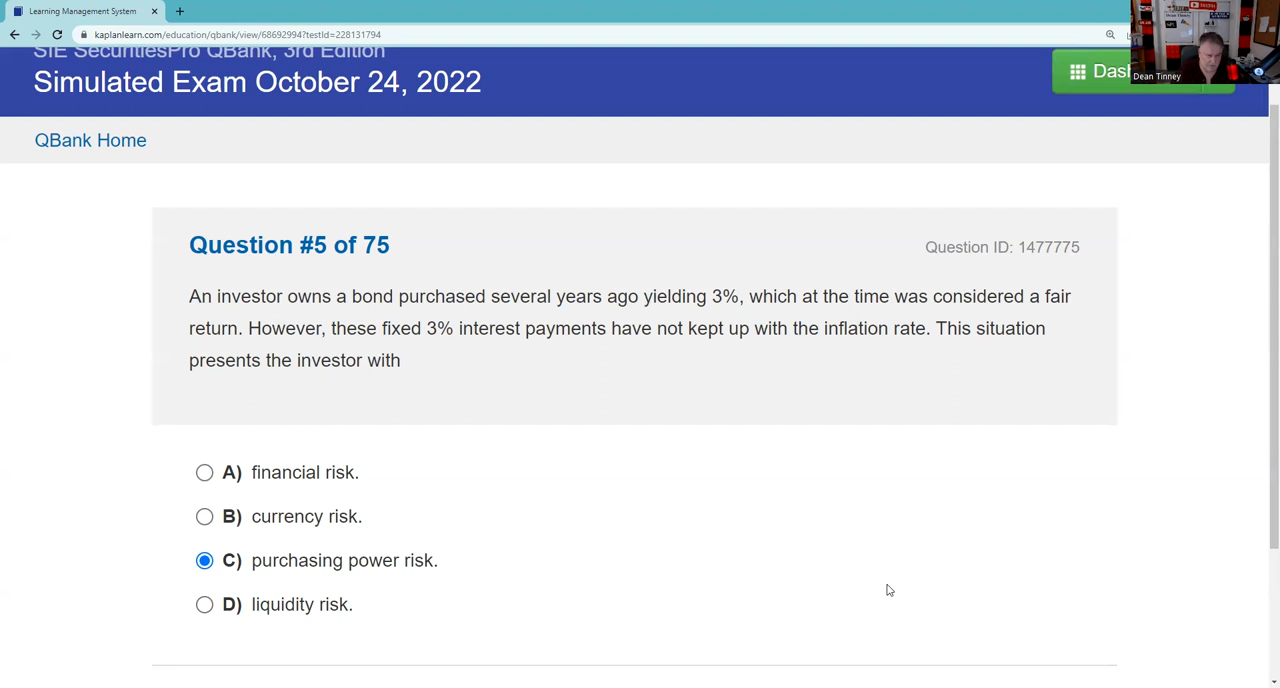 Learning Management System
kaplanlearn.com/education/qbank/view/68692994?testId=228131794
SIE SecuritiesPro QBank, 3rd Edition
Simulated Exam October 24, 2022
Dash
Dean Tinney
QBank Home
Question #5 of 75
Question ID: 1477775
An investor owns a bond purchased several years ago yielding 3%, which at the time was considered a fair
return. However, these fixed 3% interest payments have not kept up with the inflation rate. This situation
presents the investor with
A) financial risk.
B) currency risk.
C) purchasing power risk.
D) liquidity risk.